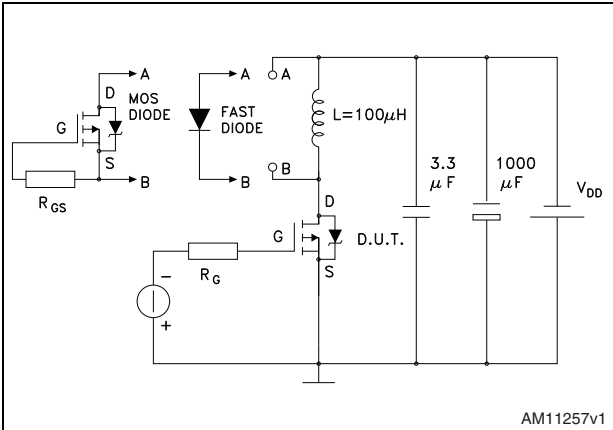 A
D
MOS
DIODE
G
S
B
R_GS
A
FAST
DIODE
B
A
L=100μH
B
D
G
D.U.T.
S
R_G
-
+
3.3
μF
1000
μF
V_DD
AM11257v1